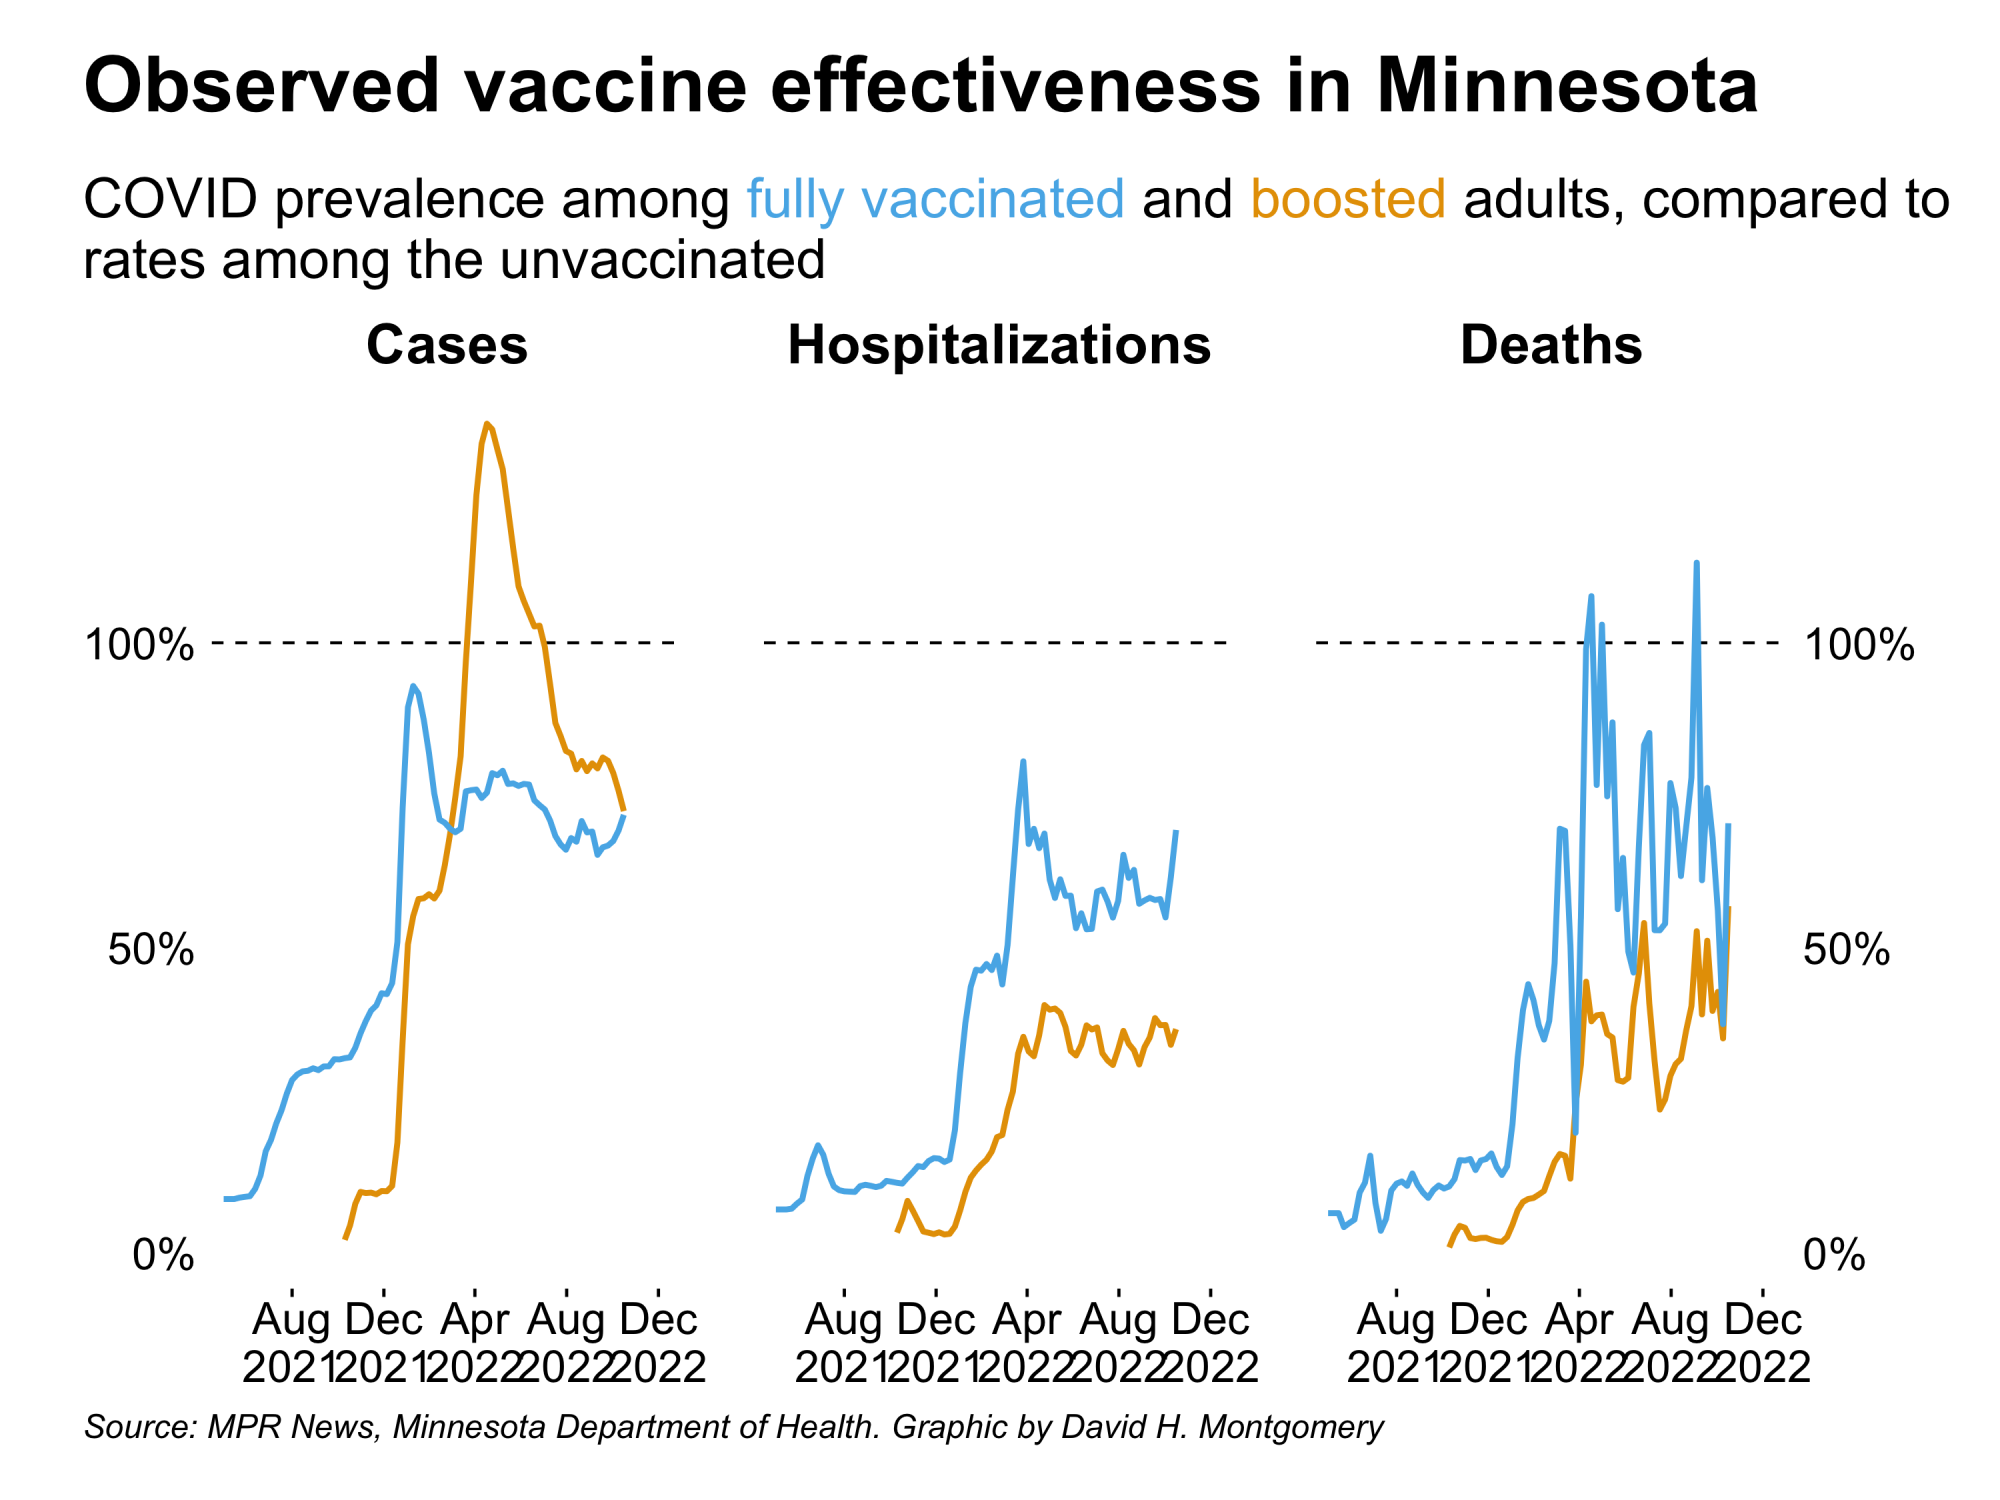 Observed vaccine effectiveness in Minnesota
COVID prevalence among fully vaccinated and boosted adults, compared to
rates among the unvaccinated
Cases
Hospitalizations
Deaths
100%
50%
0%
100%
50%
0%
Aug Dec Apr Aug Dec
2021 2021 2022 2022 2022
Aug Dec Apr Aug Dec
2021 2021 2022 2022 2022
Aug Dec Apr Aug Dec
2021 2021 2022 2022 2022
Source: MPR News, Minnesota Department of Health. Graphic by David H. Montgomery